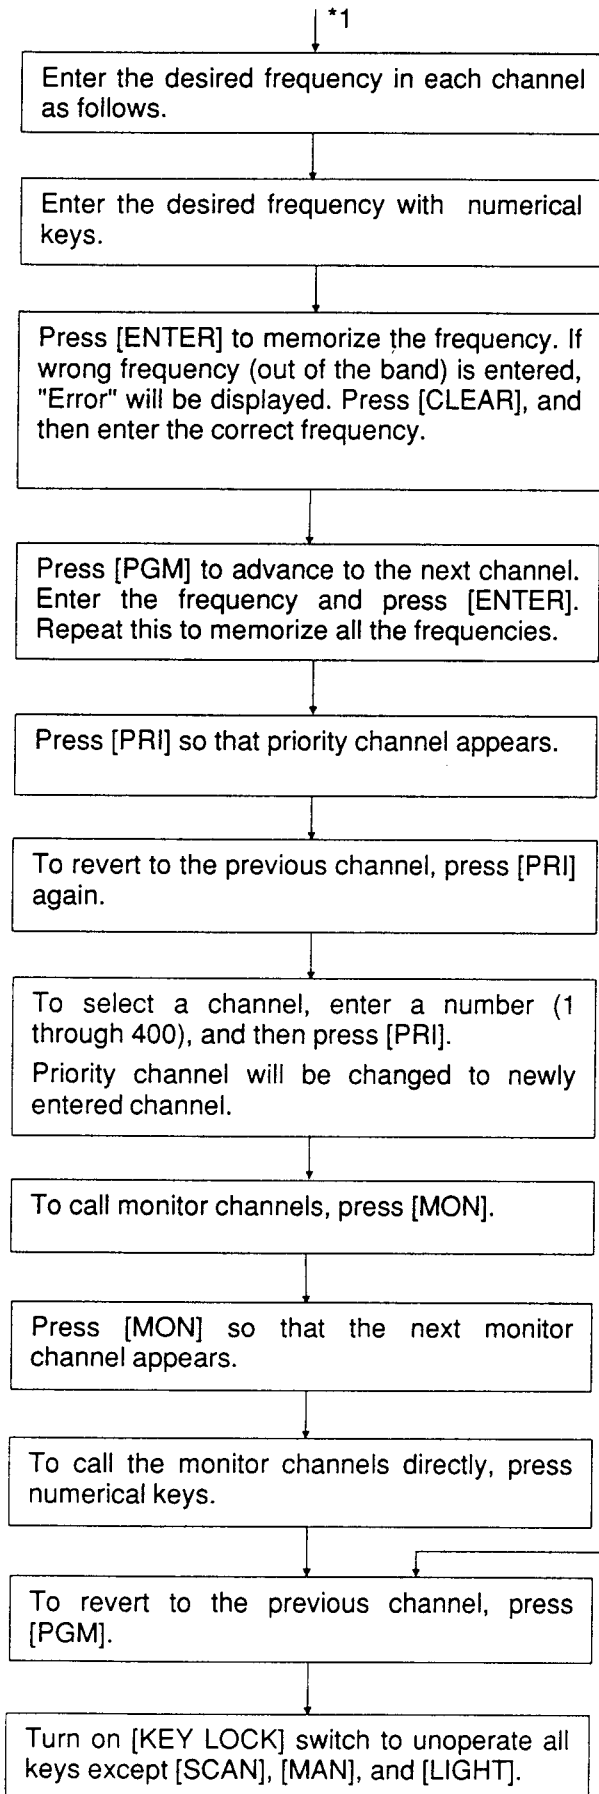 *1
Enter the desired frequency in each channel
as follows.
Enter the desired frequency with numerical
keys.
Press [ENTER] to memorize the frequency. If
wrong frequency (out of the band) is entered,
"Error" will be displayed. Press [CLEAR], and
then enter the correct frequency.
Press [PGM] to advance to the next channel.
Enter the frequency and press [ENTER].
Repeat this to memorize all the frequencies.
Press [PRI] so that priority channel appears.
To revert to the previous channel, press [PRI]
again.
To select a channel, enter a number (1
through 400), and then press [PRI].
Priority channel will be changed to newly
entered channel.
To call monitor channels, press [MON].
Press [MON] so that the next monitor
channel appears.
To call the monitor channels directly, press
numerical keys.
To revert to the previous channel, press
[PGM].
Turn on [KEY LOCK] switch to unoperate all
keys except [SCAN], [MAN], and [LIGHT].